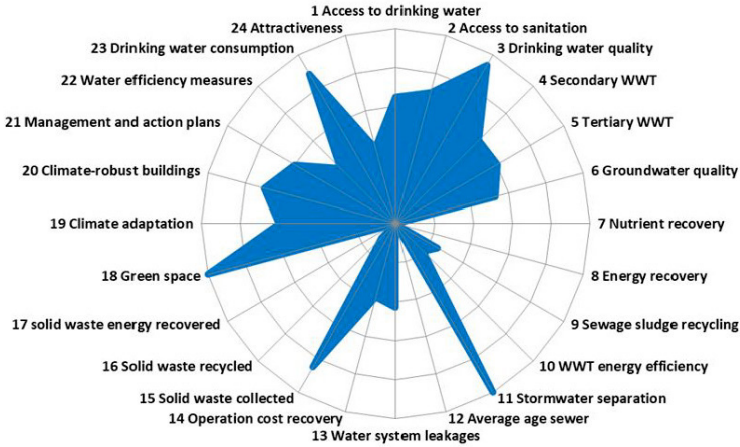 1 Access to drinking water
2 Access to sanitation
3 Drinking water quality
4 Secondary WWT
5 Tertiary WWT
6 Groundwater quality
7 Nutrient recovery
8 Energy recovery
9 Sewage sludge recycling
10 WWT energy efficiency
11 Stormwater separation
12 Average age sewer
13 Water system leakages
14 Operation cost recovery
15 Solid waste collected
16 Solid waste recycled
17 solid waste energy recovered
18 Green space
19 Climate adaptation
20 Climate-robust buildings
21 Management and action plans
22 Water efficiency measures
23 Drinking water consumption
24 Attractiveness